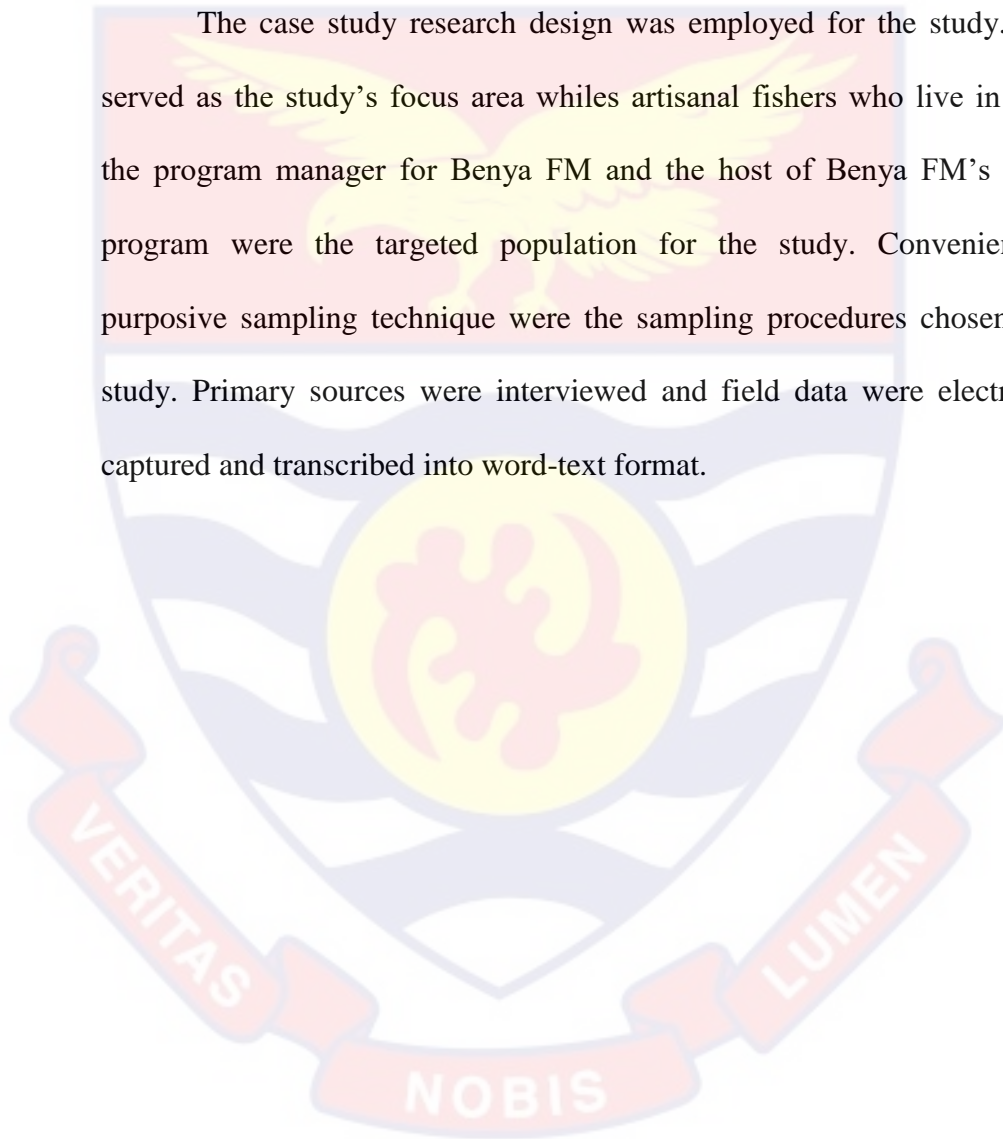 The case study research design was employed for the study.
served as the study's focus area whiles artisanal fishers who live in
the program manager for Benya FM and the host of Benya FM's
program were the targeted population for the study.
purposive sampling technique were the sampling procedures
study. Primary sources were interviewed and field data were
captured and transcribed into word-text format.
VERITAS
NOBIS
LUMEN